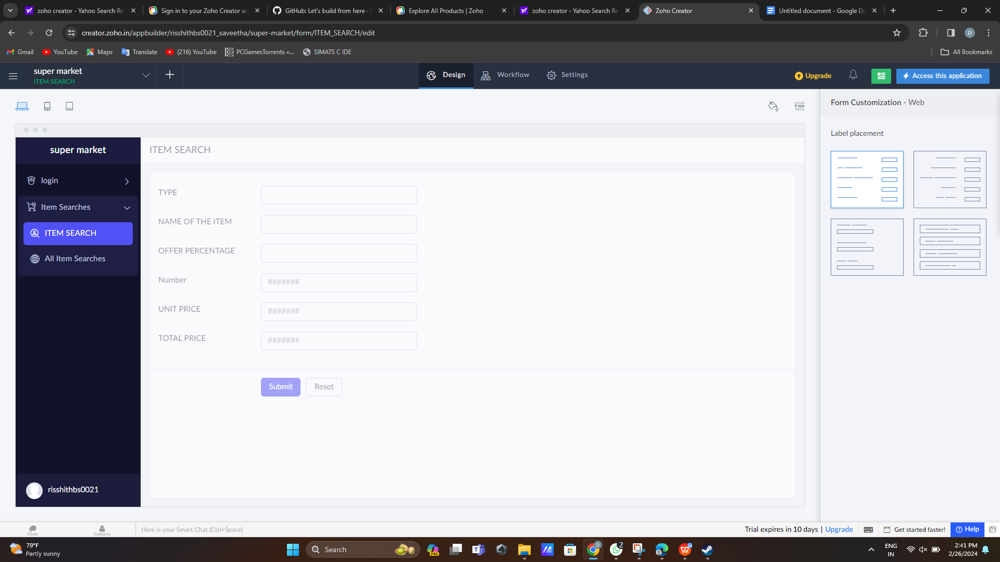 zoho creator - Yahoo Search Re
Sign in to your Zoho Creator ac
GitHub: Let's build from here ·
Explore All Products | Zoho
zoho creator - Yahoo Search Re
Zoho Creator
Untitled document - Google Do
creator.zoho.in/appbuilder/risshithbs0021_saveetha/super-market/form/ITEM_SEARCH/edit
D
Gmail
YouTube
Maps
Translate
(216) YouTube
PCGamesTorrents «...
SIMATS C IDE
All Bookmarks
super market
ITEM SEARCH
Design
Workflow
Settings
Upgrade
Access this application
Form Customization - Web
Label placement
super market
login
Item Searches
ITEM SEARCH
All Item Searches
risshithbs0021
ITEM SEARCH
TYPE
NAME OF THE ITEM
OFFER PERCENTAGE
Number
#######
UNIT PRICE
#######
TOTAL PRICE
#######
Submit
Reset
Chats
Contacts
Here is your Smart Chat (Ctrl+Space)
Trial expires in 10 days | Upgrade
Get started faster!
Help
79°F
Partly sunny
Search
PRE
D
2
ENG
IN
2:41 PM
2/26/2024